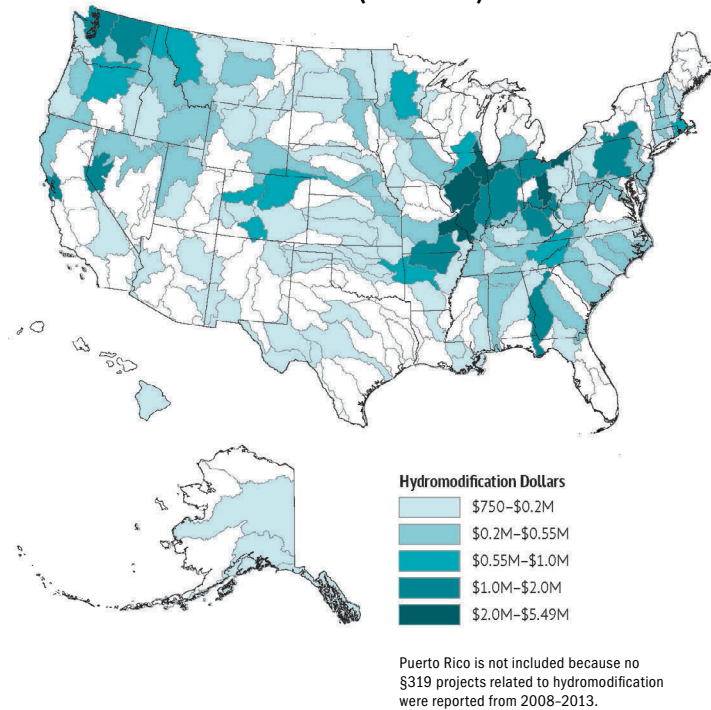 Hydromodification Dollars
$750–$0.2M
$0.2M–$0.55M
$0.55M–$1.0M
$1.0M–$2.0M
$2.0M–$5.49M
Puerto Rico is not included because no
§319 projects related to hydromodification
were reported from 2008–2013.